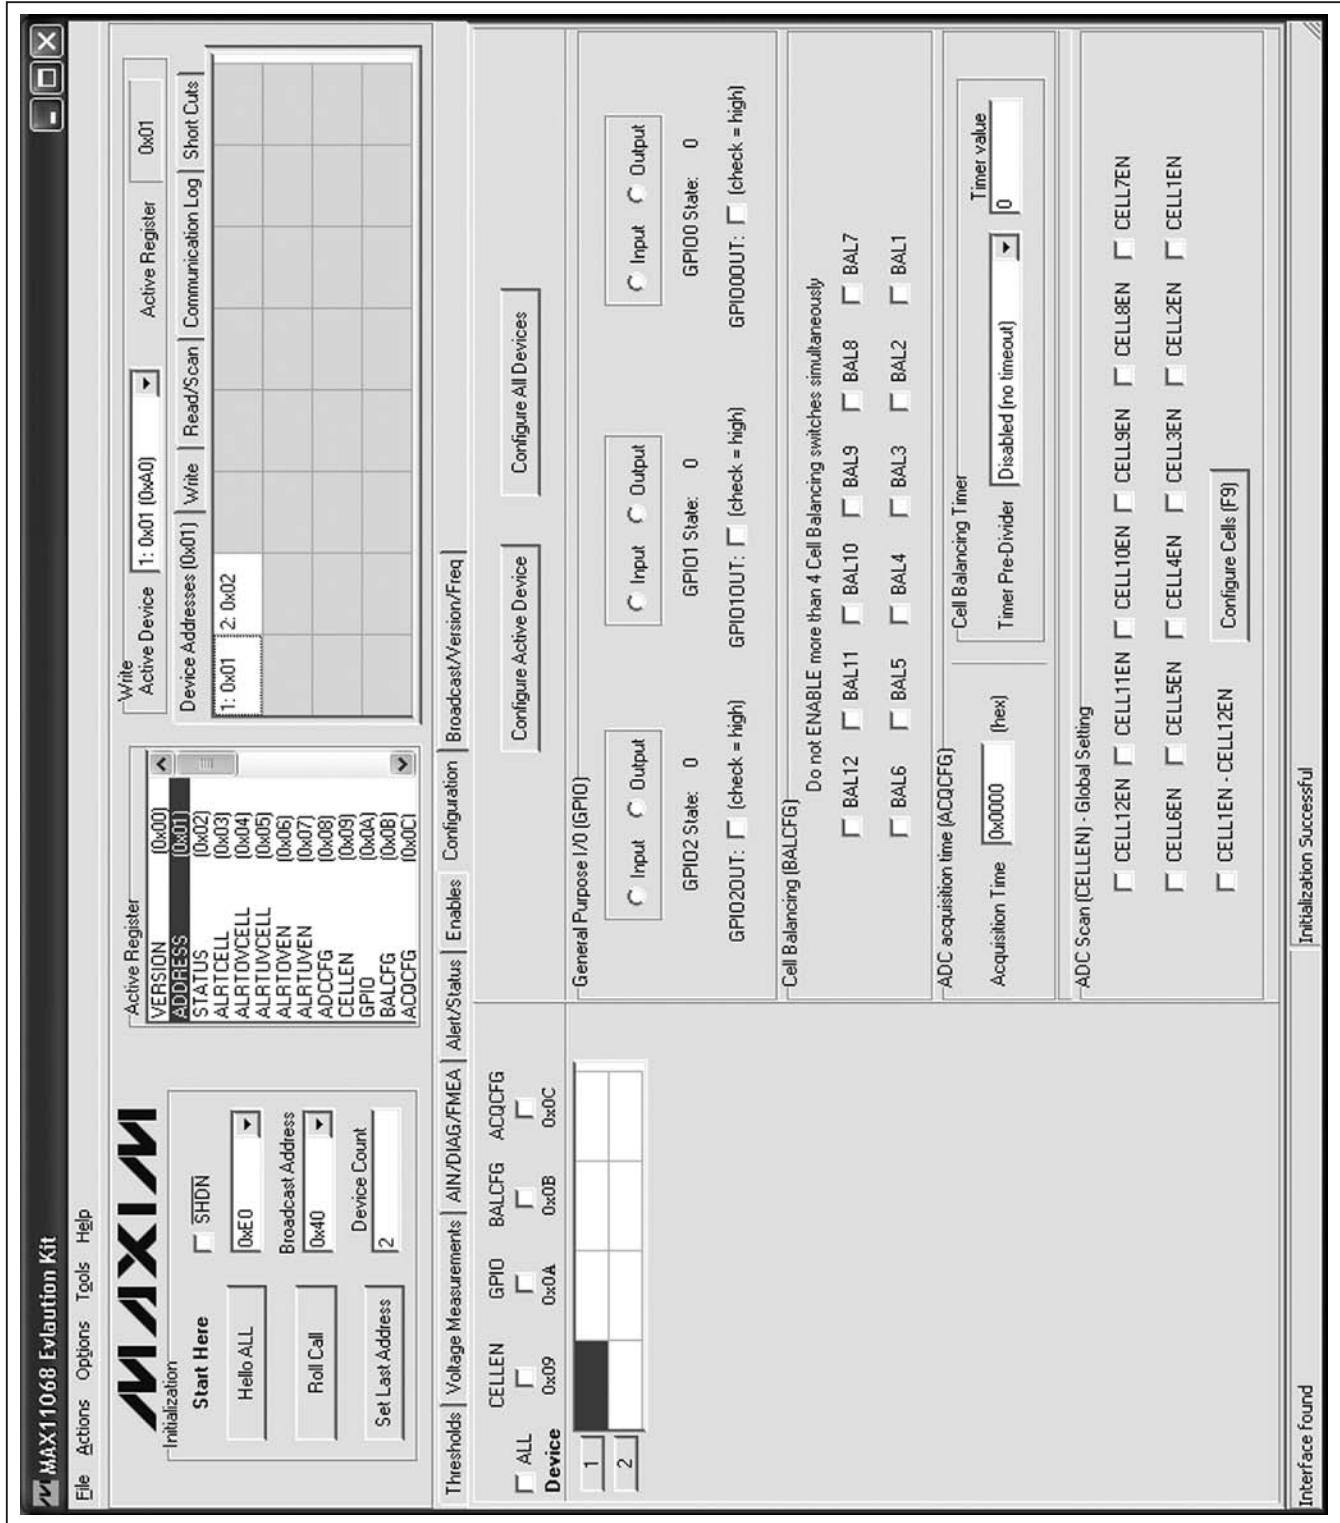 MAX11068 Evlaution Kit
File Actions Options Tools Help
MAXIM
Initialization
Start Here
SHDN
Hello ALL
0xE0
Broadcast Address
Roll Call
0x40
Device Count
Set Last Address
2
Active Register
VERSION (0x00)
ADDRESS (0x01)
STATUS (0x02)
ALRTCELL (0x03)
ALRTOVCELL (0x04)
ALRTUVCELL (0x05)
ALRTOVEN (0x06)
ALRTUVEN (0x07)
ADCCFG (0x08)
CELLEN (0x09)
GPIO (0x0A)
BALCFG (0x0B)
ACQCFG (0x0C)
Write
Active Device 1: 0x01 (0xA0) Active Register 0x01
Device Addresses (0x01) Write Read/Scan Communication Log Short Cuts
1: 0x01 2: 0x02
Thresholds Voltage Measurements AIN/DIAG/FMEA Alert/Status Enables Configuration Broadcast/Version/Freq
CELLEN GPIO BALCFG ACQCFG
ALL
Device 0x09 0x0A 0x0B 0x0C
1
2
Configure Active Device Configure All Devices
General Purpose I/O (GPIO)
Input Output Input Output Input Output
GPIO2 State: 0 GPIO1 State: 0 GPIO0 State: 0
GPIO2OUT: (check = high) GPIO1OUT: (check = high) GPIO0OUT: (check = high)
Cell Balancing (BALCFG)
Do not ENABLE more than 4 Cell Balancing switches simultaneously
BAL12 BAL11 BAL10 BAL9 BAL8 BAL7
BAL6 BAL5 BAL4 BAL3 BAL2 BAL1
ADC acquisition time (ACQCFG)
Acquisition Time 0x0000 (hex)
Cell Balancing Timer
Timer value
Timer Pre-Divider Disabled (no timeout) 0
ADC Scan (CELLEN) - Global Setting
CELL12EN CELL11EN CELL10EN CELL9EN CELL8EN CELL7EN
CELL6EN CELL5EN CELL4EN CELL3EN CELL2EN CELL1EN
CELL1EN - CELL12EN Configure Cells (F9)
Interface Found Initialization Successful